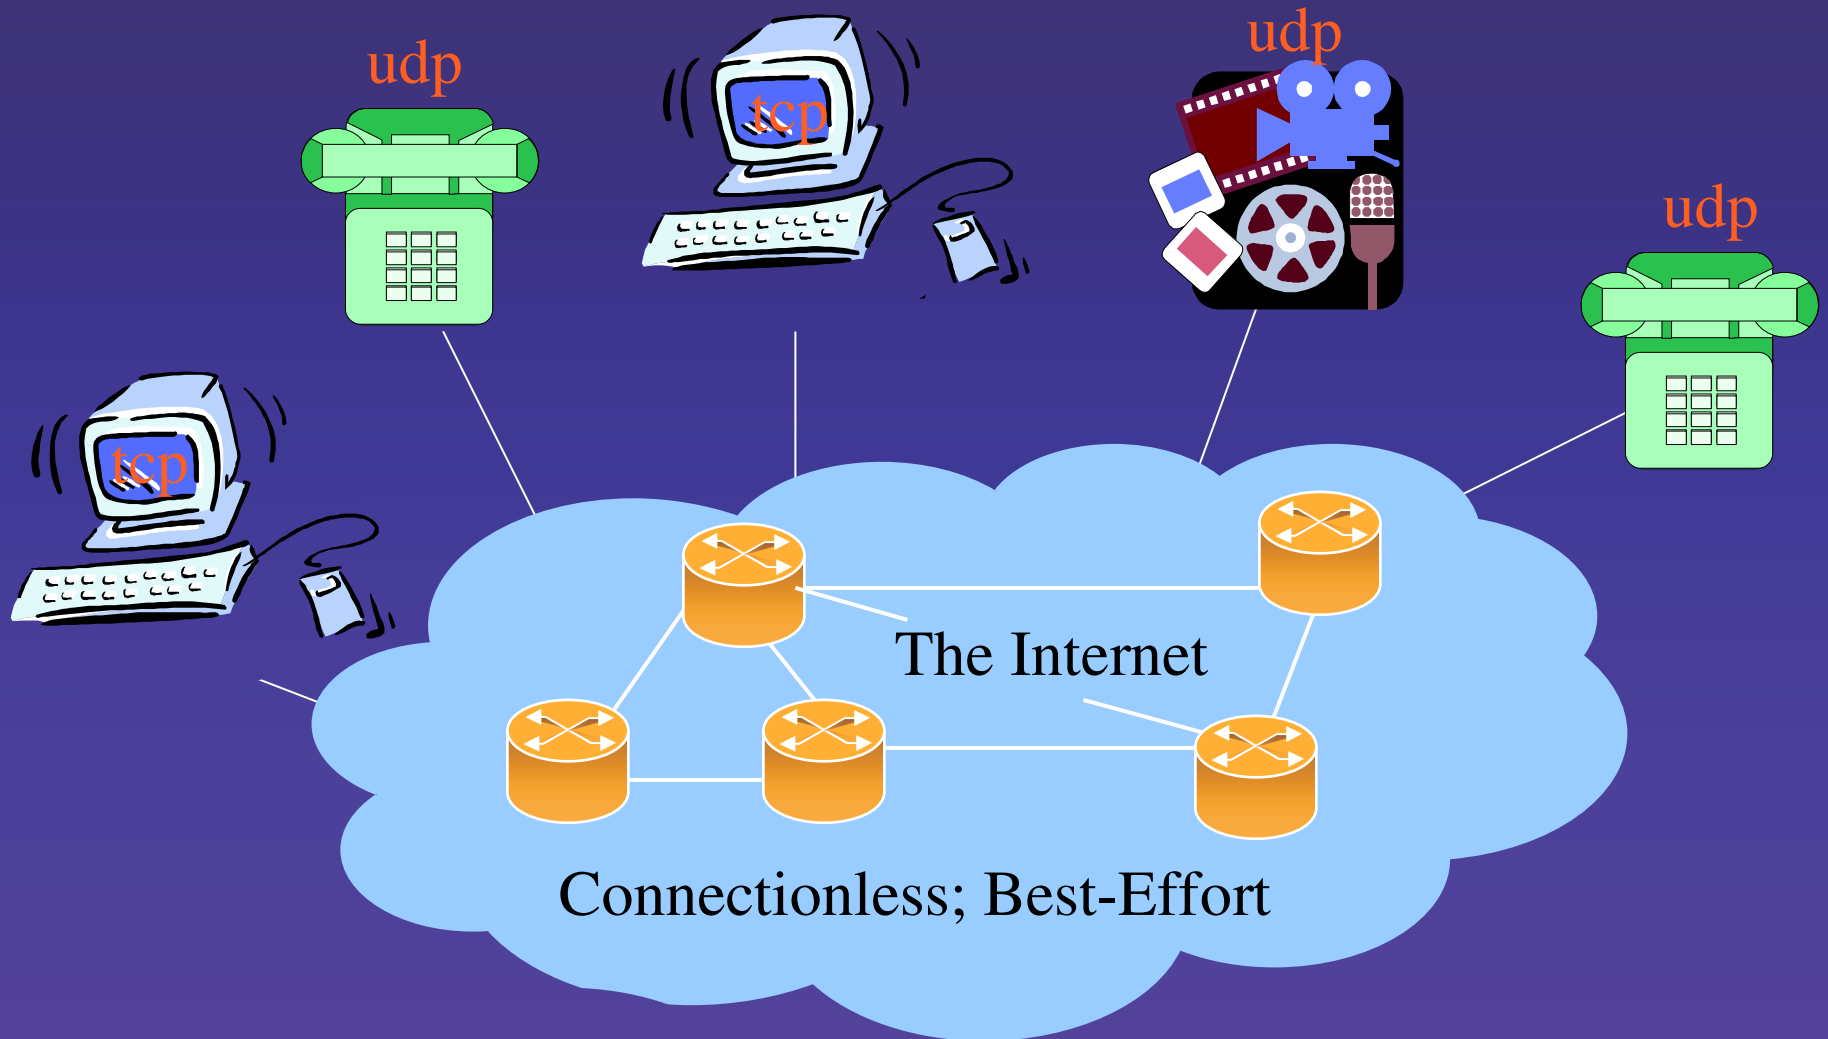 udp
tcp
udp
udp
tcp
The Internet
Connectionless; Best-Effort